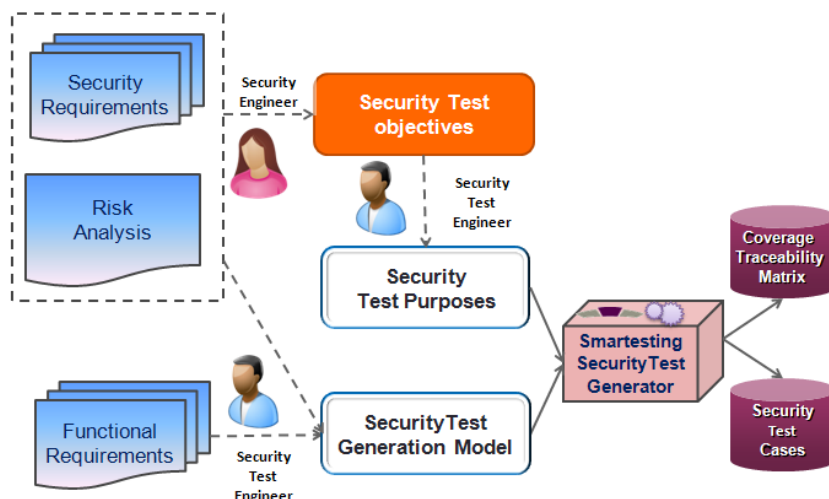 Security
Requirements
Risk
Analysis
Security
Engineer
Security Test
objectives
Security
Test
Engineer
Security
Test Purposes
Functional
Requirements
Security
Test
Engineer
SecurityTest
Generation Model
Smartesting
SecurityTest
Generator
Coverage
Traceability
Matrix
Security
Test
Cases